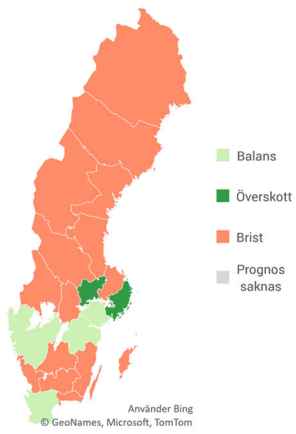 Balans
Överskott
Brist
Prognos
saknas
Använder Bing
© GeoNames, Microsoft, TomTom